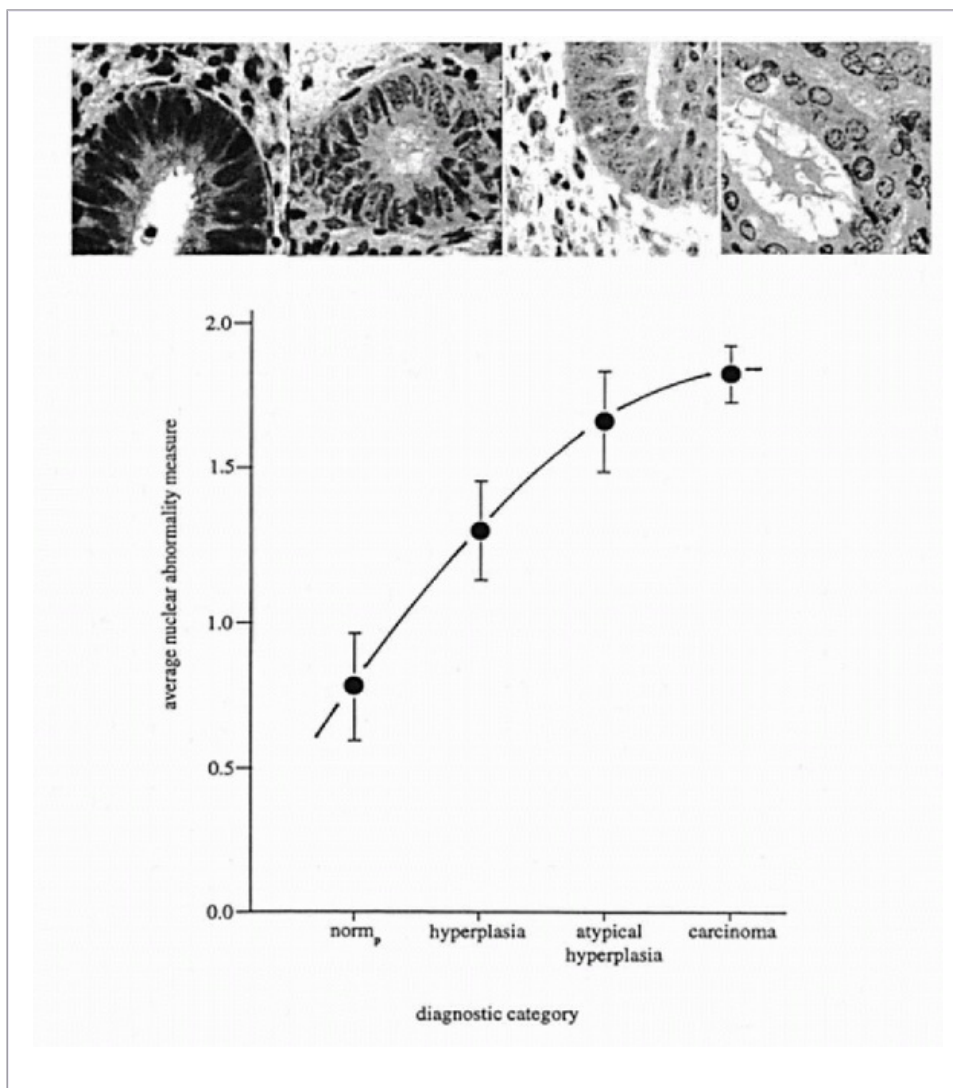 2.0
1.5
1.0
0.5
0.0
average nuclear abnormality measure
normp hyperplasia atypical carcinoma
hyperplasia
diagnostic category